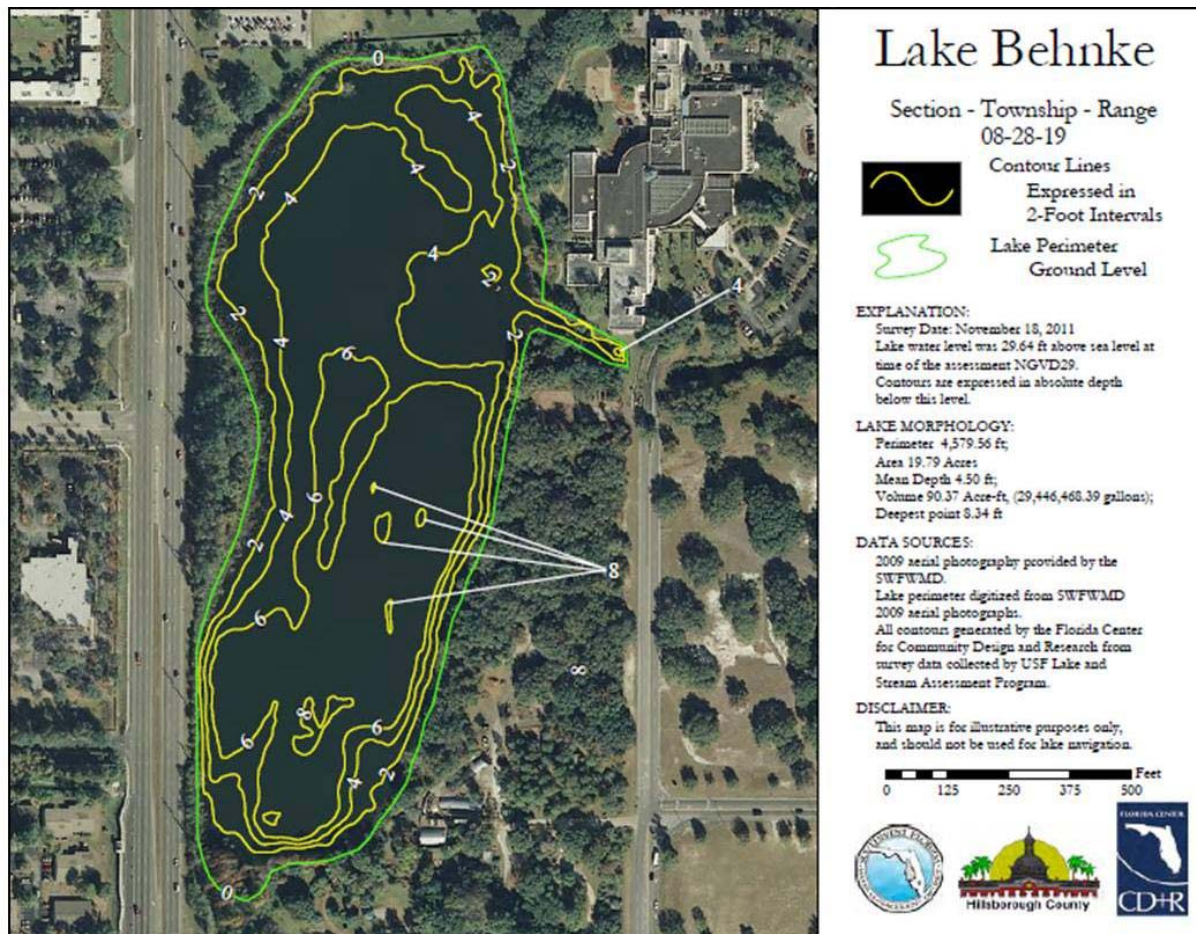 Lake Behnke
Section - Township - Range
08-28-19
Contour Lines
Expressed in
2-Foot Intervals
Lake Perimeter
Ground Level
EXPLANATION:
Survey Date: November 18, 2011
Lake water level was 29.64 ft above sea level at
time of the assessment NGVD29.
Contours are expressed in absolute depth
below this level.
LAKE MORPHOLOGY:
Perimeter 4,579.56 ft;
Area 19.79 Acres
Mean Depth 4.50 ft;
Volume 90.37 Acre-ft, (29,446,468.39 gallons);
Deepest point 8.34 ft
DATA SOURCES:
2009 aerial photography provided by the
SWFWMD.
Lake perimeter digitized from SWFWMD
2009 aerial photographs.
All contours generated by the Florida Center
for Community Design and Research from
survey data collected by USF Lake and
Stream Assessment Program.
DISCLAIMER:
This map is for illustrative purposes only,
and should not be used for lake navigation.
Feet
0 125 250 375 500
Hillsborough County
FLORIDA CENTER
CD+R
0
4
2
4
2
4
4
2
4
2
4
2
6
6
4
2
8
6
8
8
6
6
4
2
0